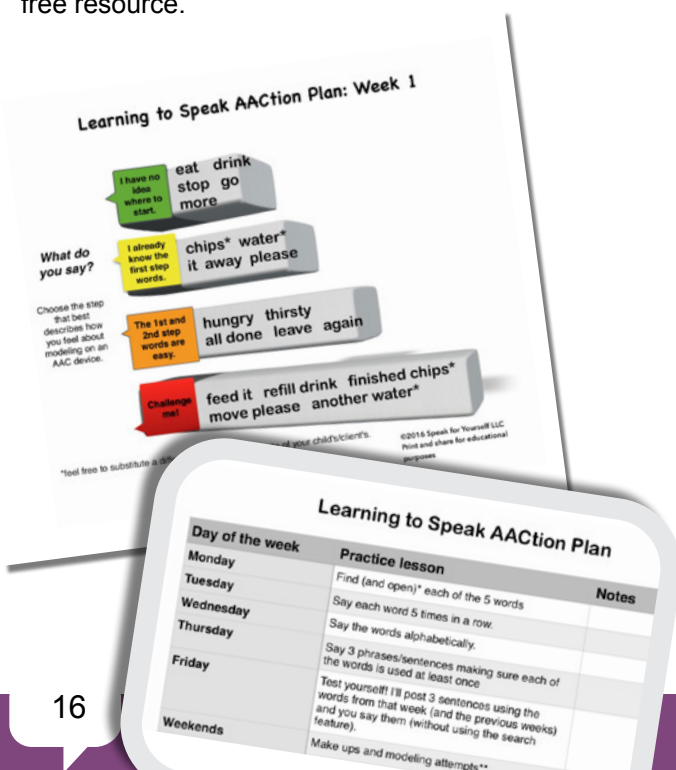 free resource.
Learning to Speak AACtion Plan: Week 1
I have no
idea
where to
start.
eat drink
stop go
more
What do
you say?
Choose the step
that best
describes how
you feel about
modeling on an
AAC device.
I already
know the
first step
words.
chips* water*
it away please
The 1st and
2nd step
words are
easy.
hungry thirsty
all done leave again
Challenge
me!
feed it refill drink finished chips*
move please another water*
*feel free to substitute a of your child's/client's.
©2016 Speak for Yourself LLC
Print and share for educational
purposes
Learning to Speak AACtion Plan
Day of the week Practice lesson Notes
Monday Find (and open)* each of the 5 words
Tuesday Say each word 5 times in a row.
Wednesday Say the words alphabetically.
Thursday Say 3 phrases/sentences making sure each of
the words is used at least once
Friday Test yourself! I'll post 3 sentences using the
words from that week (and the previous weeks)
and you say them (without using the search
feature).
Weekends Make ups and modeling attempts**
16